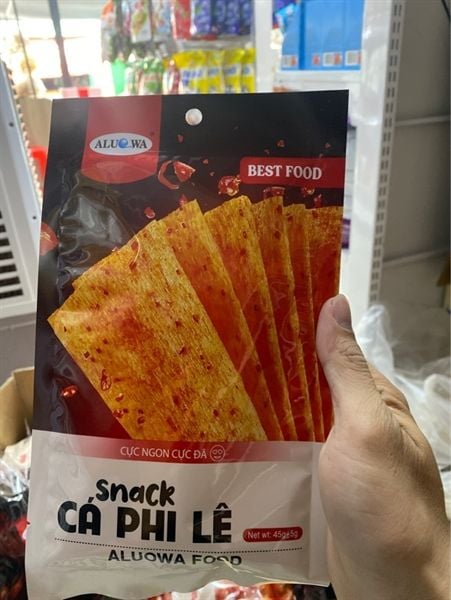 ALUOWA
BEST FOOD
CỰC NGON CỰC ĐÃ
Snack
CÁ PHI LÊ
Net wt: 45g±5g
ALUOWA FOOD